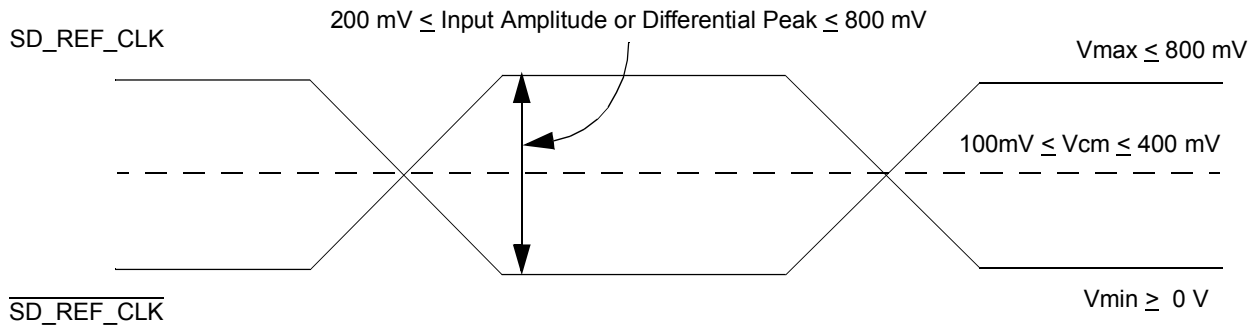 200 mV ≤ Input Amplitude or Differential Peak ≤ 800 mV
SD_REF_CLK
Vmax ≤ 800 mV
100mV ≤ Vcm ≤ 400 mV
Vmin ≥ 0 V
SD_REF_CLK